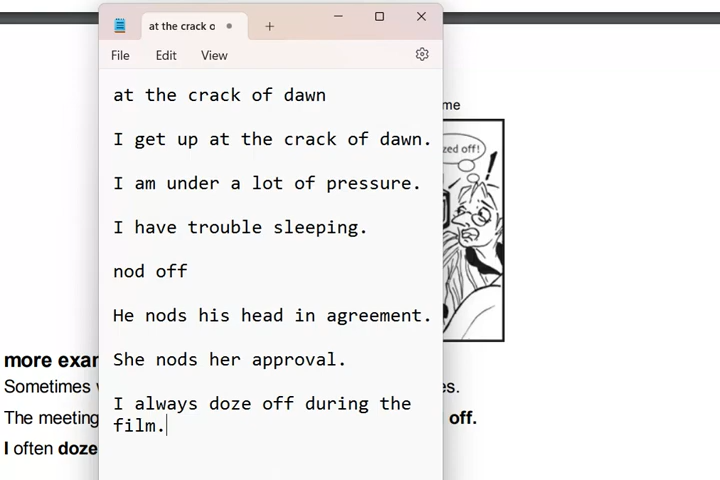 at the crack o
File Edit View
at the crack of dawn
I get up at the crack of dawn.
I am under a lot of pressure.
I have trouble sleeping.
nod off
He nods his head in agreement.
She nods her approval.
I always doze off during the
film.
me
zed off!
more exan
Sometimes
es.
The meeting
off.
I often doze